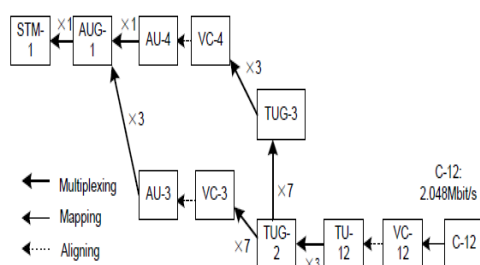 ×1 ×1
STM-1 AUG-1 AU-4 VC-4
×3
TUG-3
×3
×7
C-12:
2.048Mbit/s
Multiplexing
Mapping
Aligning
AU-3 VC-3
×7
TUG-2 TU-12 VC-12 C-12
×3